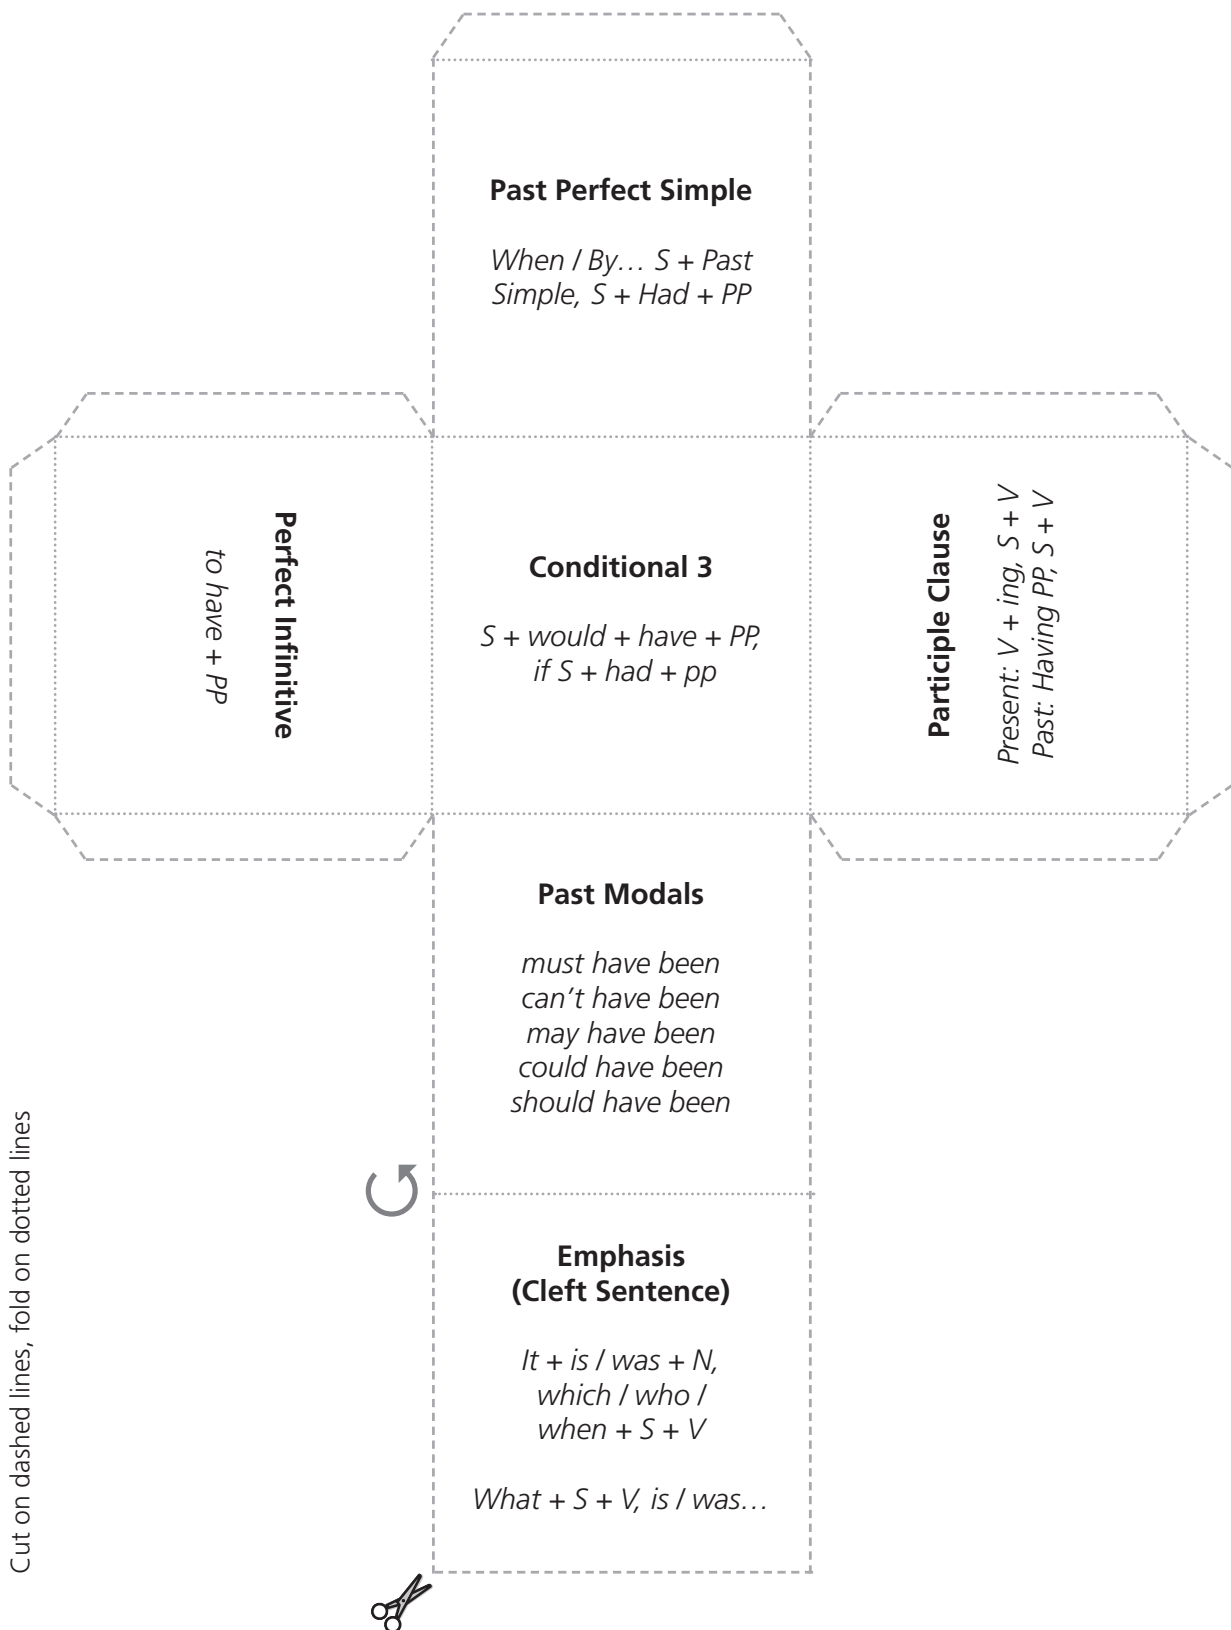 Past Perfect Simple
When / By… S + Past
Simple, S + Had + PP
Perfect Infinitive
to have + PP
Conditional 3
S + would + have + PP,
if S + had + pp
Participle Clause
Present: V + ing, S + V
Past: Having PP, S + V
Past Modals
must have been
can't have been
may have been
could have been
should have been
Emphasis
(Cleft Sentence)
It + is / was + N,
which / who /
when + S + V
What + S + V, is / was…
Cut on dashed lines, fold on dotted lines